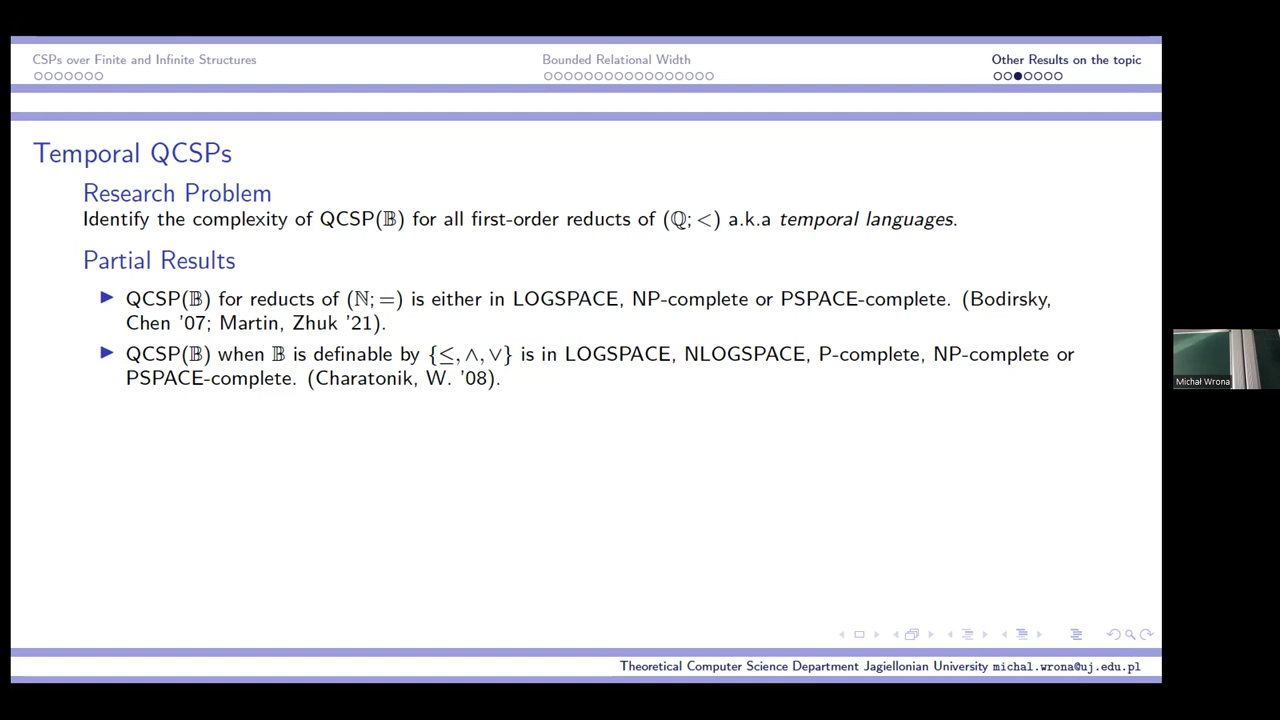 CSPs over Finite and Infinite Structures
Bounded Relational Width
Other Results on the topic
Temporal QCSPs
Research Problem
Identify the complexity of QCSP(𝔹) for all first-order reducts of (ℚ; <) a.k.a temporal languages.
Partial Results
▶ QCSP(𝔹) for reducts of (ℕ; =) is either in LOGSPACE, NP-complete or PSPACE-complete. (Bodirsky,
Chen '07; Martin, Zhuk '21).
▶ QCSP(𝔹) when 𝔹 is definable by {≤, ∧, ∨} is in LOGSPACE, NLOGSPACE, P-complete, NP-complete or
PSPACE-complete. (Charatonik, W. '08).
Theoretical Computer Science Department Jagiellonian University michal.wrona@uj.edu.pl
Michał Wrona